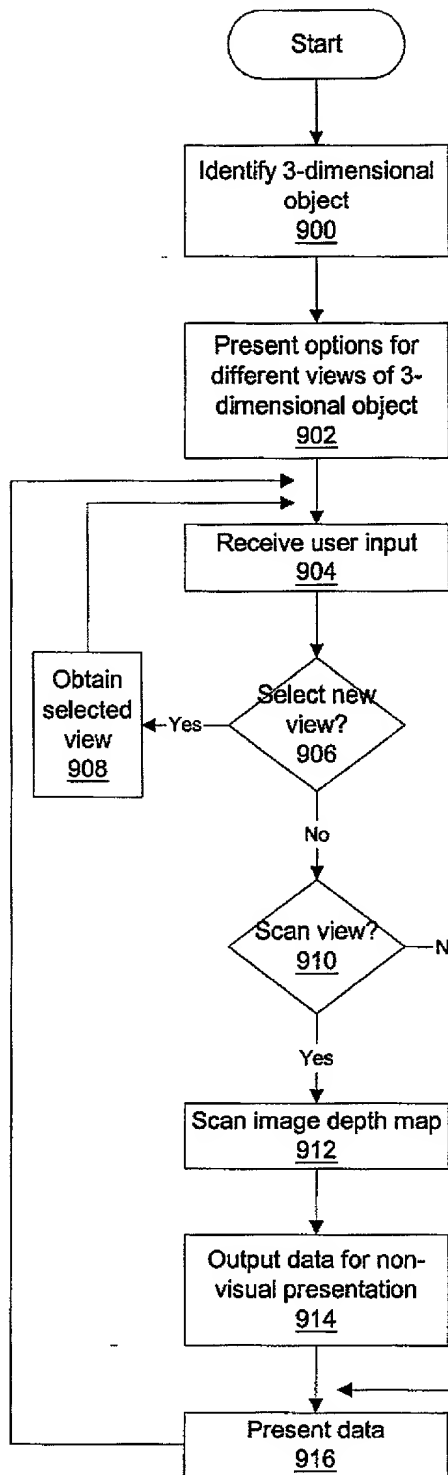 Start
Identify 3-dimensional
object
900
Present options for
different views of 3-
dimensional object
902
Receive user input
904
Obtain
selected
view
908
Yes
Select new
view?
906
No
Scan view?
910
N
Yes
Scan image depth map
912
Output data for non-
visual presentation
914
Present data
916